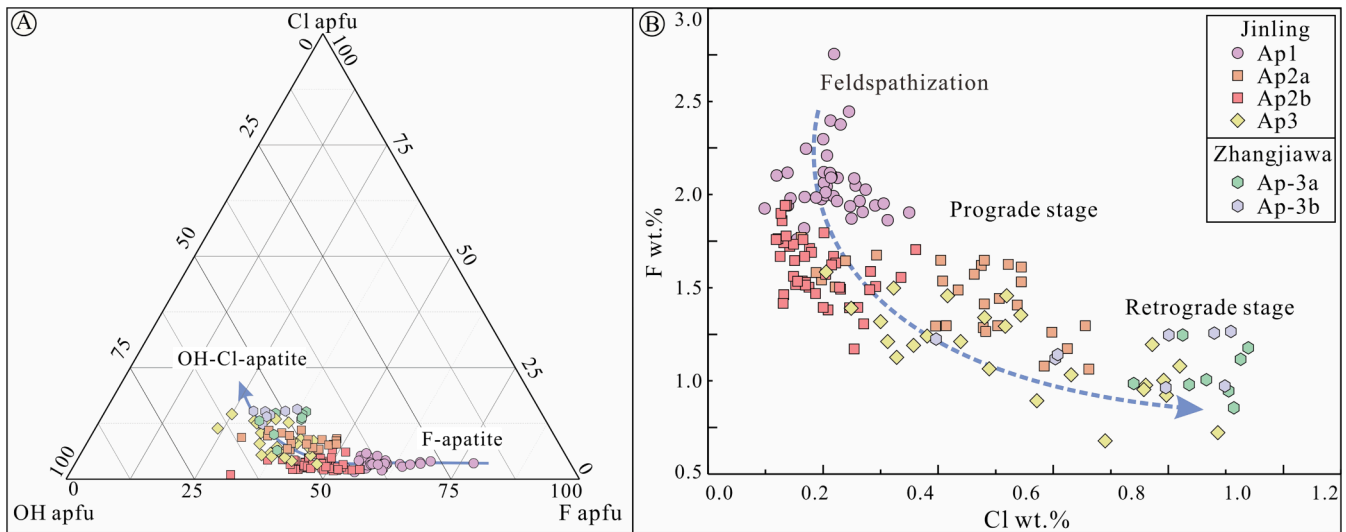 A
Cl apfu
0
100
25
75
50
50
75
25
OH-Cl-apatite
F-apatite
100
0
0
25
50
75
100
OH apfu
F apfu
B
3.0
2.5
2.0
1.5
1.0
0.5
F wt.%
0.0
0.2
0.4
0.6
0.8
1.0
1.2
Cl wt.%
Feldspathization
Prograde stage
Retrograde stage
Jinling
Ap1
Ap2a
Ap2b
Ap3
Zhangjiawa
Ap-3a
Ap-3b